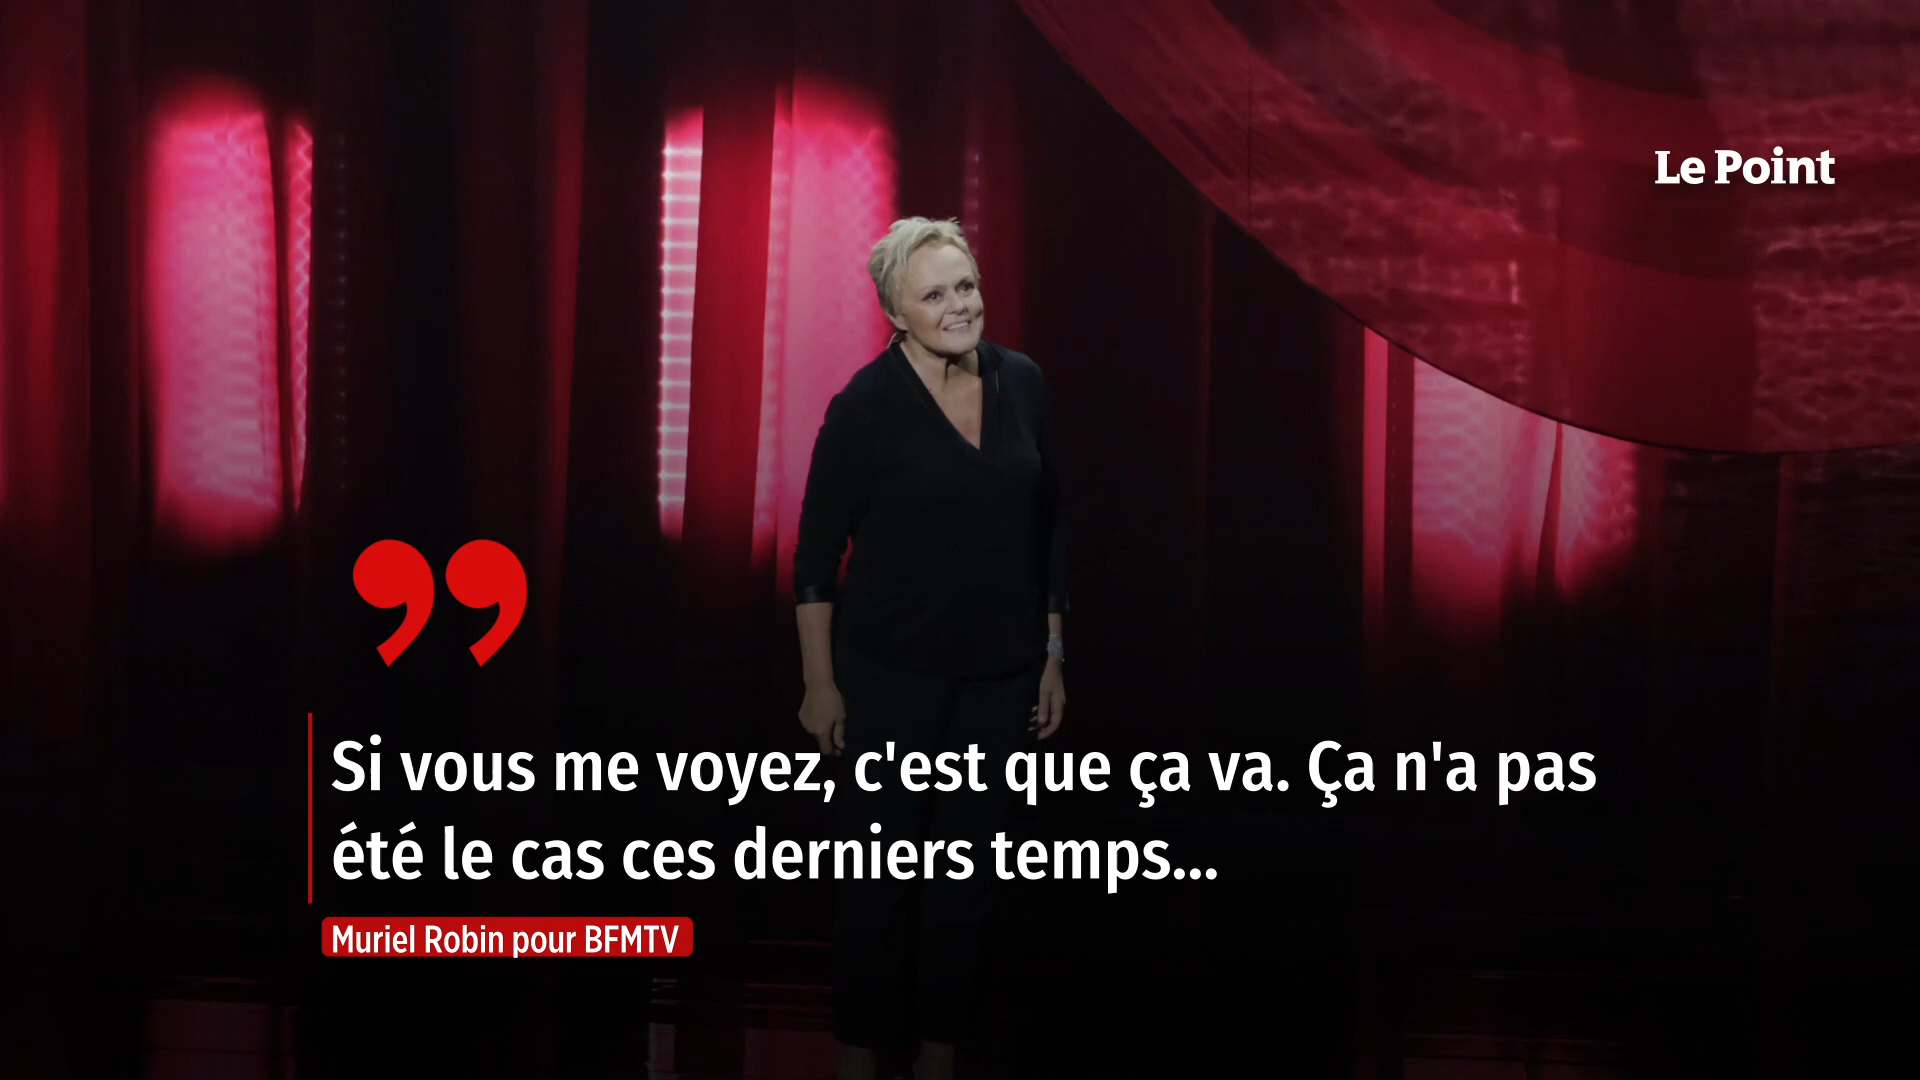 Le Point
Si vous me voyez, c'est que ça va. Ça n'a pas
été le cas ces derniers temps...
Muriel Robin pour BFMTV